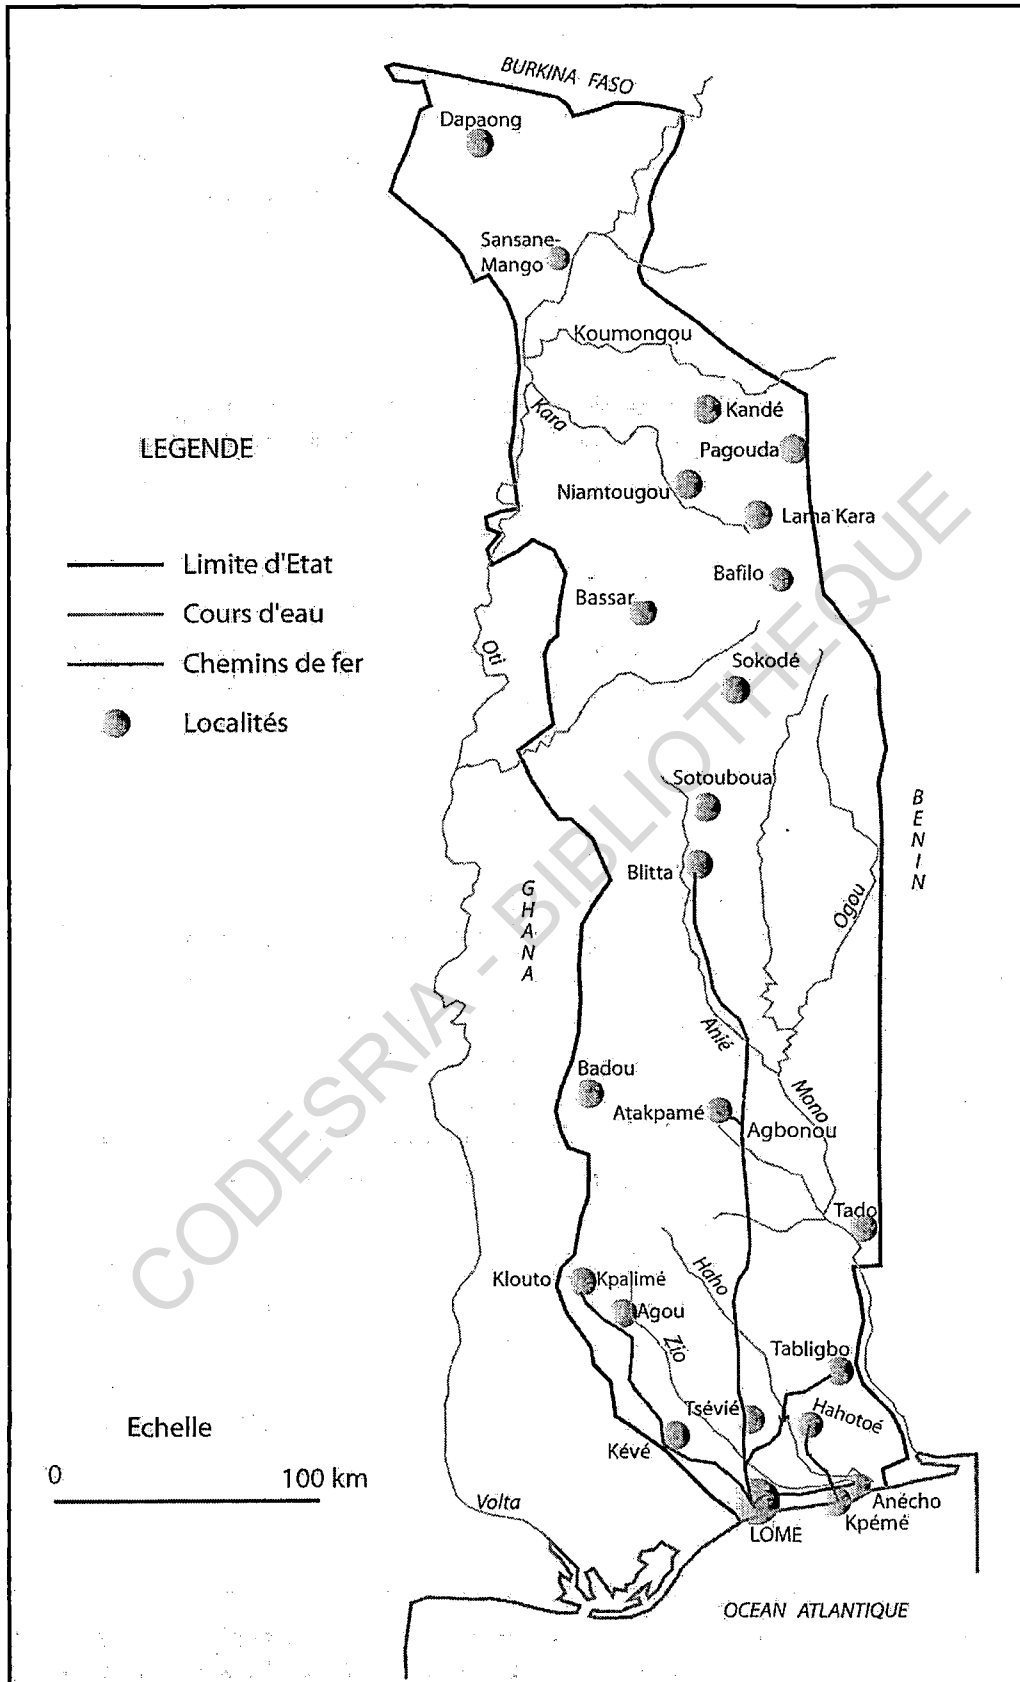 BURKINA FASO
Dapaong
Sansane-
Mango
Koumongou
Kara
Kandé
LEGENDE
Pagouda
Niamtougou
Lama Kara
Limite d'Etat
Bafilo
Bassar
Cours d'eau
Oti
Chemins de fer
Sokodé
Localités
Sotouboua
BENIN
Blitta
GHANA
Ogou
Anié
Badou
Mono
Atakpamé
Agbonou
Tado
Haho
Klouto
Kpalimé
Agou
Zio
Tabligbo
Tsévié
Hahotoé
Echelle
Kévé
0
100 km
Volta
Anécho
Kpémé
LOME
OCEAN ATLANTIQUE
CODESRIA - BIBLIOTHEQUE